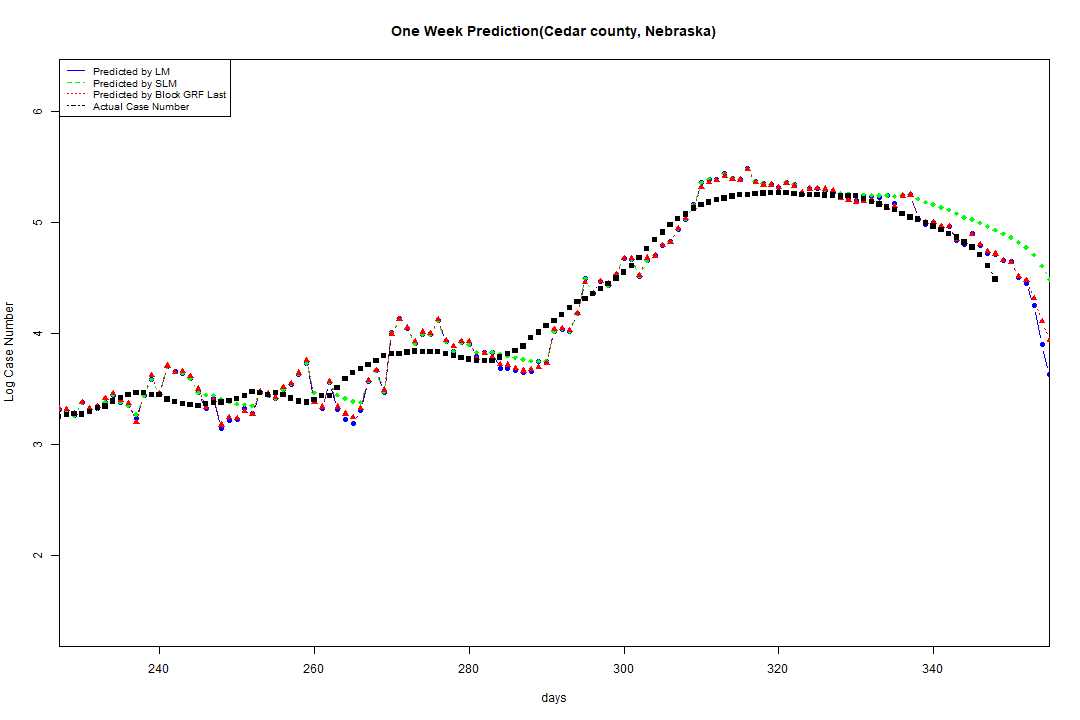 One Week Prediction(Cedar county, Nebraska)
Predicted by LM
Predicted by SLM
Predicted by Block GRF Last
Actual Case Number
Log Case Number
6
5
4
3
2
240 260 280 300 320 340
days